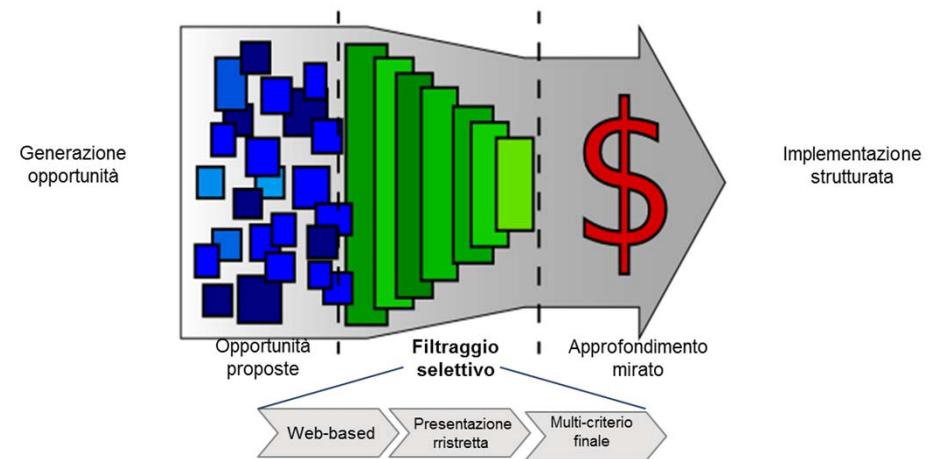 Generazione
opportunità
$
Implementazione
strutturata
Opportunità
proposte
Filtraggio
selettivo
Approfondimento
mirato
Web-based
Presentazione
rristretta
Multi-criterio
finale